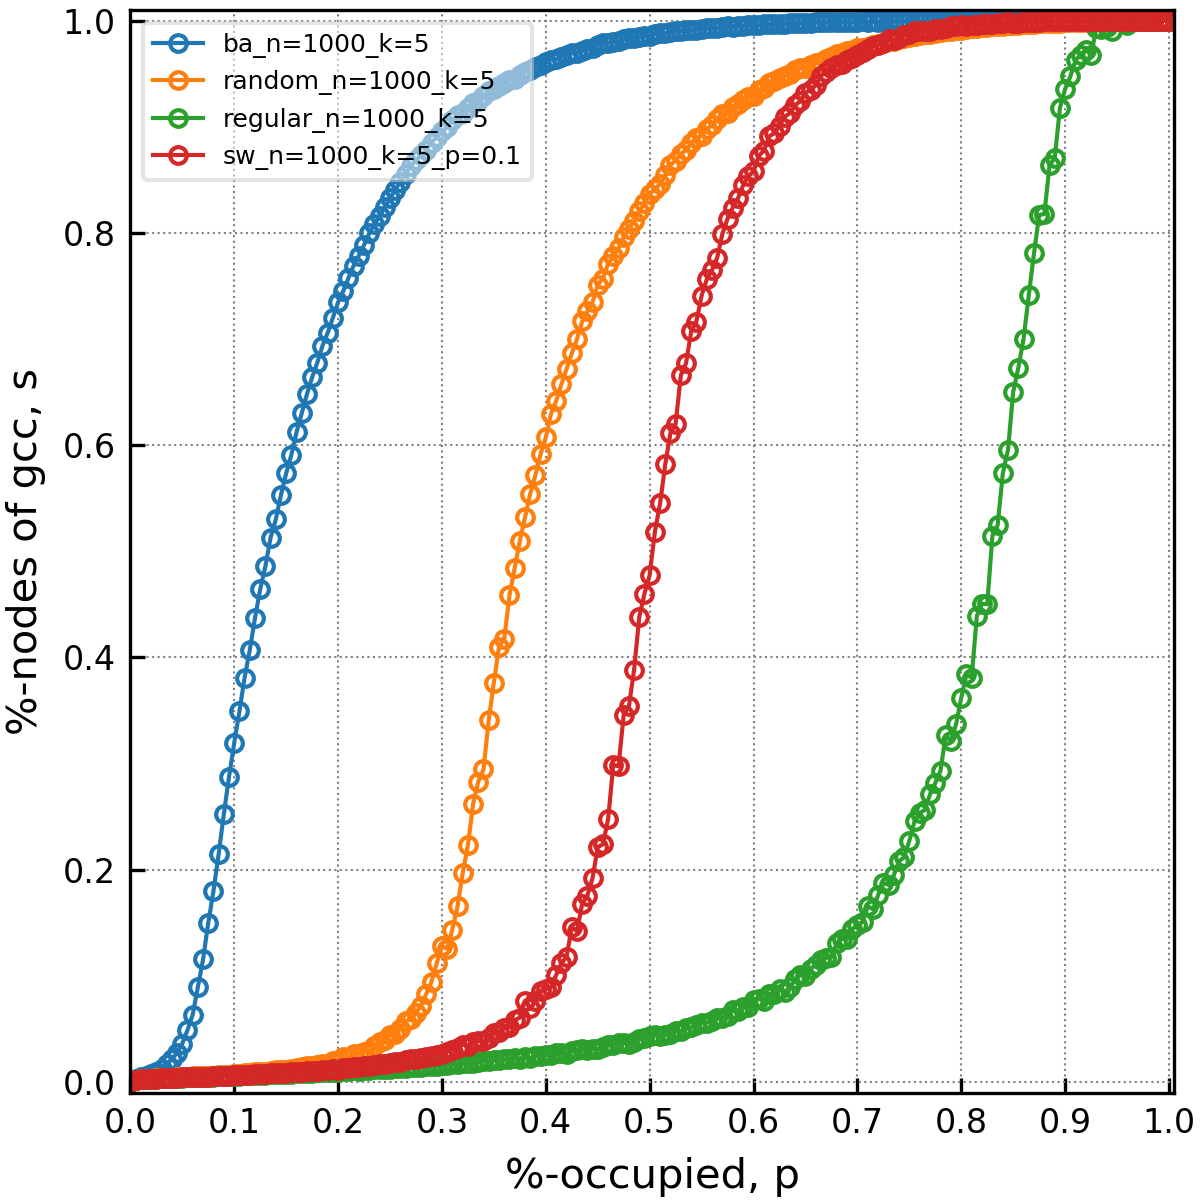 ba_n=1000_k=5
random_n=1000_k=5
regular_n=1000_k=5
sw_n=1000_k=5_p=0.1
1.0
0.8
0.6
0.4
0.2
0.0
%-nodes of gcc, s
0.0 0.1 0.2 0.3 0.4 0.5 0.6 0.7 0.8 0.9 1.0
%-occupied, p